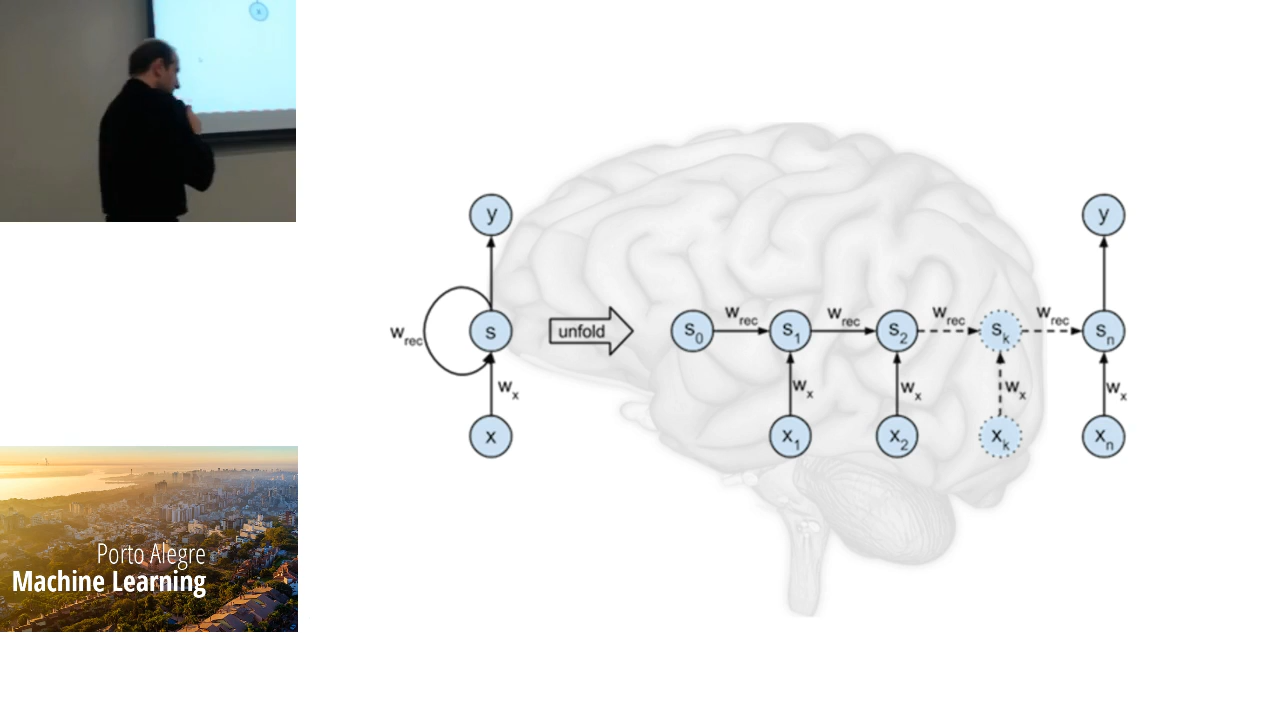 x
y
y
w_rec
s
unfold
s_0
w_rec
s_1
w_rec
s_2
w_rec
s_k
w_rec
s_n
w_x
w_x
w_x
w_x
w_x
x
x_1
x_2
x_k
x_n
Porto Alegre
Machine Learning